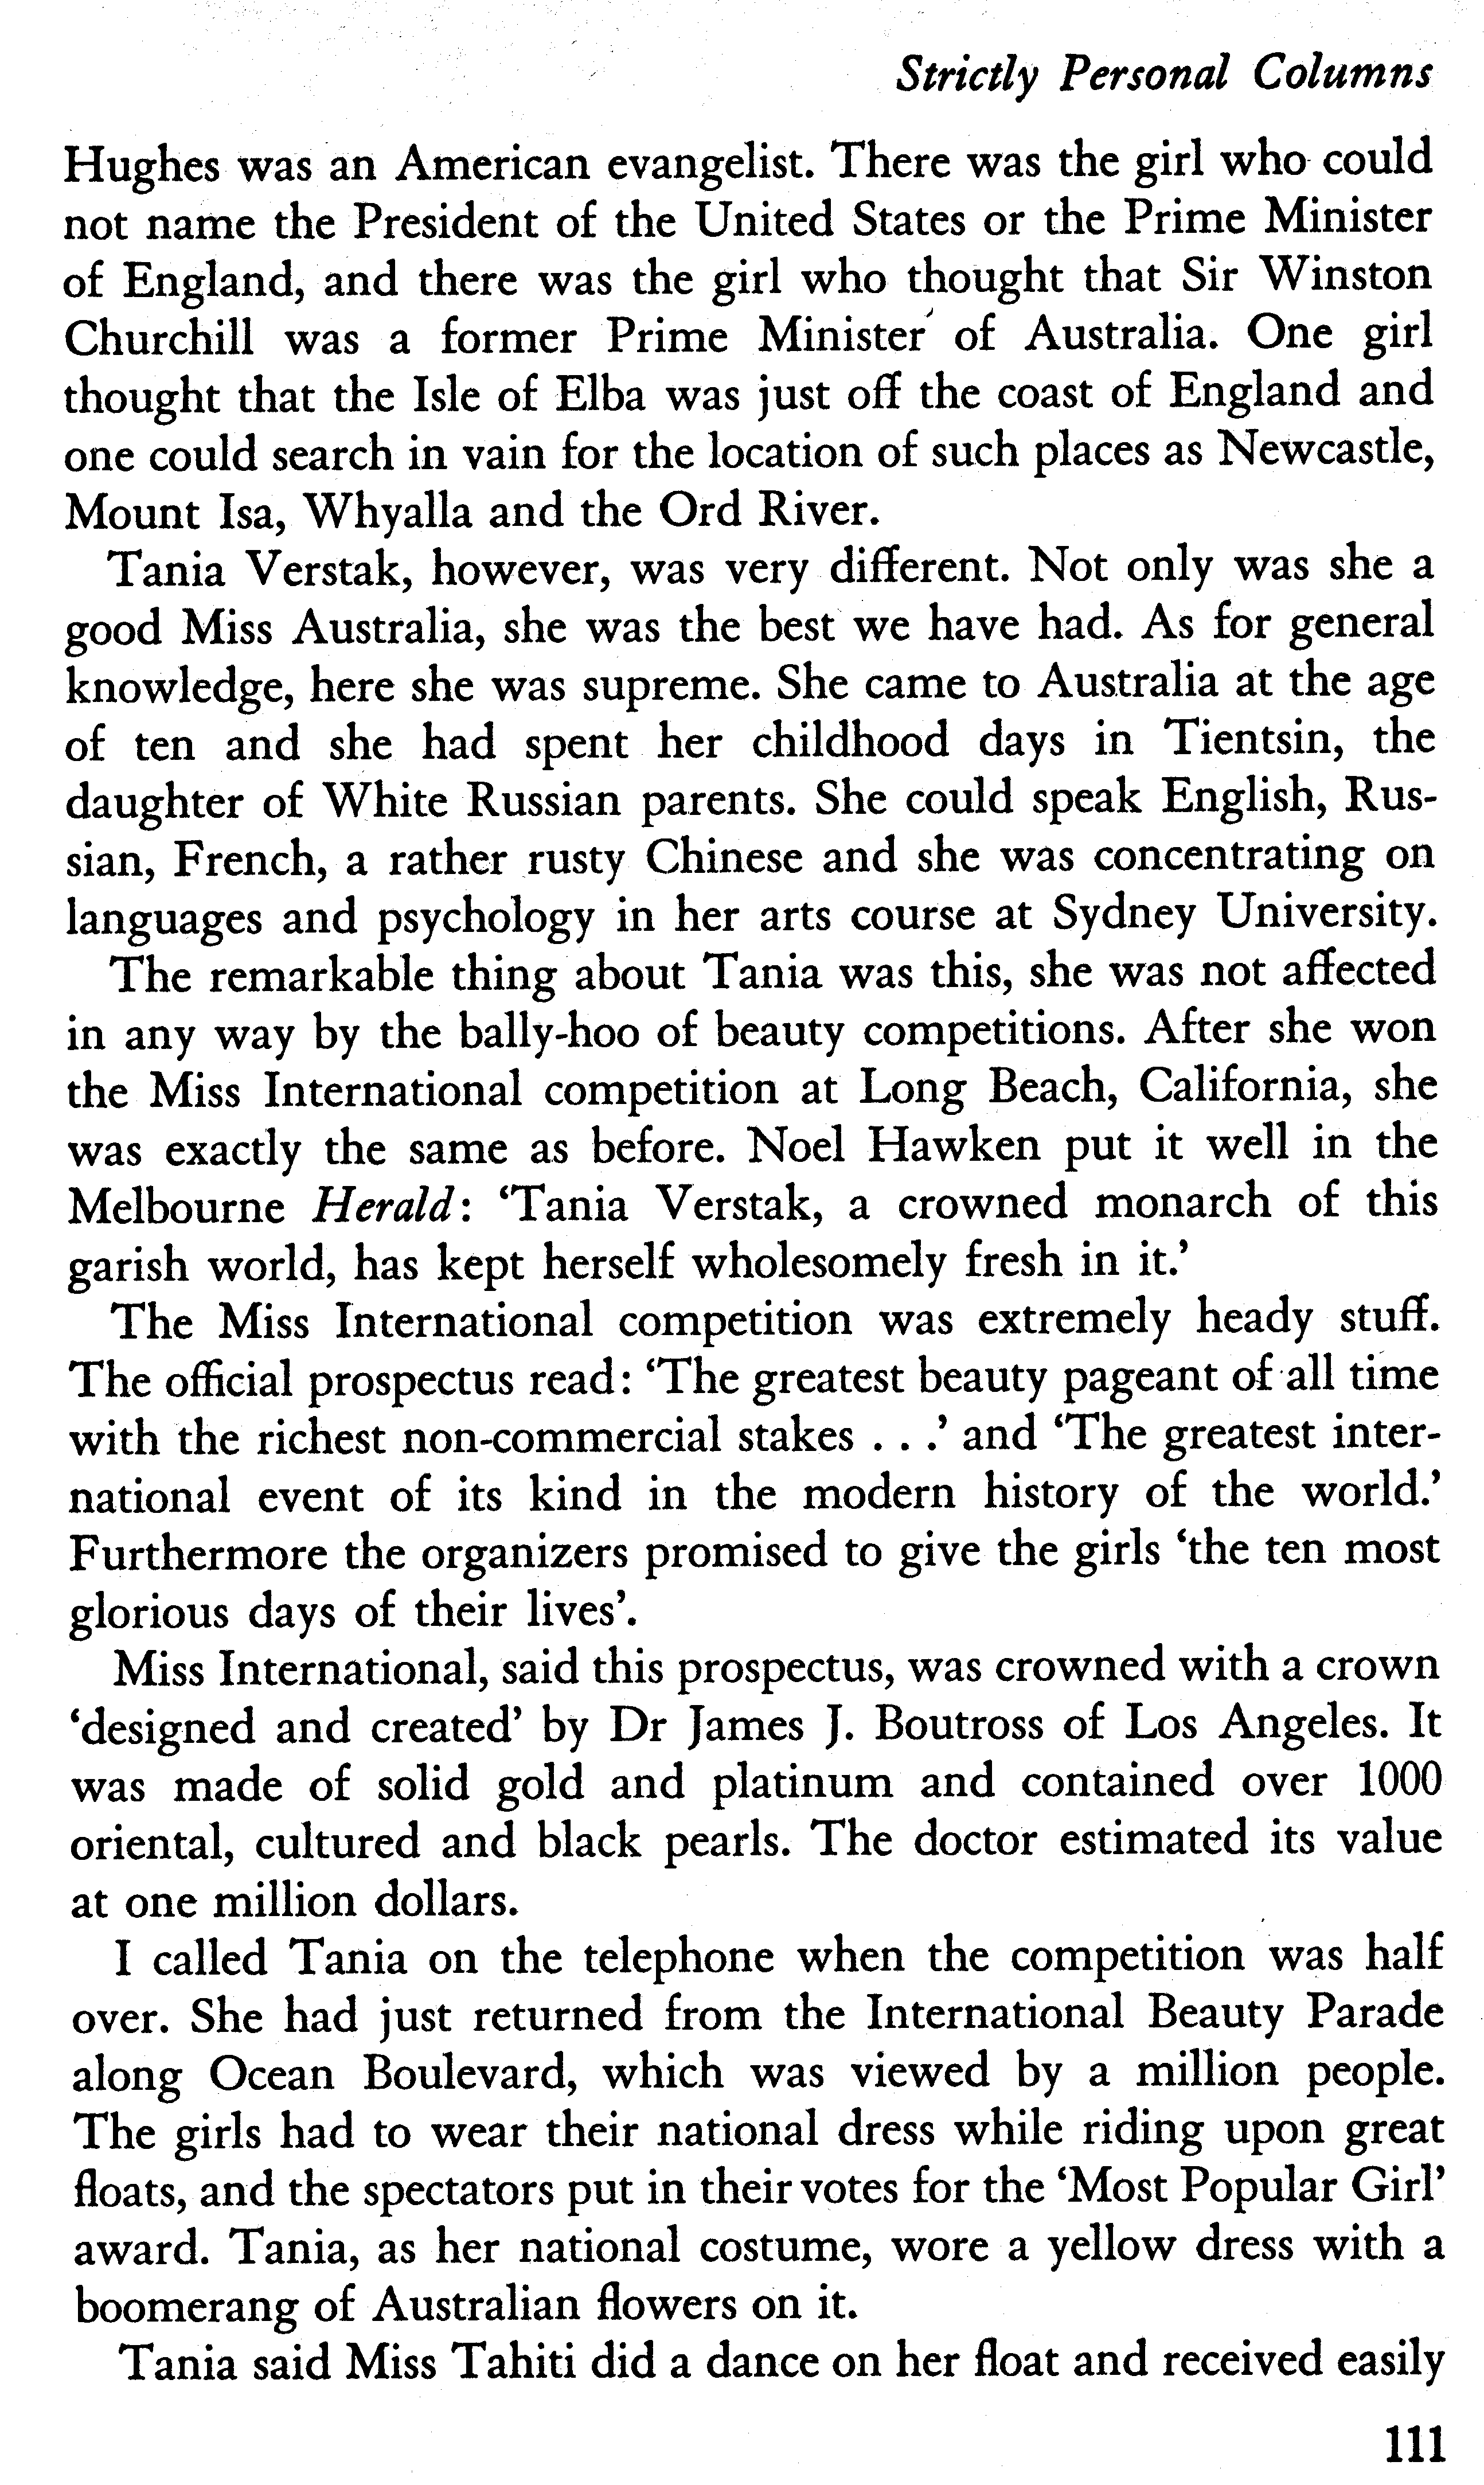 Strictly Personal Columns
Hughes was an American evangelist. There was the girl who could
not name the President of the United States or the Prime Minister
of England, and there was the girl who thought that Sir Winston
Churchill was a former Prime Minister of Australia. One girl
thought that the Isle of Elba was just off the coast of England and
one could search in vain for the location of such places as Newcastle,
Mount Isa, Whyalla and the Ord River.
Tania Verstak, however, was very different. Not only was she a
good Miss Australia, she was the best we have had. As for general
knowledge, here she was supreme. She came to Australia at the age
of ten and she had spent her childhood days in Tientsin, the
daughter of White Russian parents. She could speak English, Rus-
sian, French, a rather rusty Chinese and she was concentrating on
languages and psychology in her arts course at Sydney University.
The remarkable thing about Tania was this, she was not affected
in any way by the bally-hoo of beauty competitions. After she won
the Miss International competition at Long Beach, California, she
was exactly the same as before. Noel Hawken put it well in the
Melbourne Herald: ‘Tania Verstak, a crowned monarch of this
garish world, has kept herself wholesomely fresh in it.’
The Miss International competition was extremely heady stuff.
The official prospectus read: ‘The greatest beauty pageant of all time
with the richest non-commercial stakes . . .’ and ‘The greatest inter-
national event of its kind in the modern history of the world.’
Furthermore the organizers promised to give the girls ‘the ten most
glorious days of their lives’.
Miss International, said this prospectus, was crowned with a crown
‘designed and created’ by Dr James J. Boutross of Los Angeles. It
was made of solid gold and platinum and contained over 1000
oriental, cultured and black pearls. The doctor estimated its value
at one million dollars.
I called Tania on the telephone when the competition was half
over. She had just returned from the International Beauty Parade
along Ocean Boulevard, which was viewed by a million people.
The girls had to wear their national dress while riding upon great
floats, and the spectators put in their votes for the ‘Most Popular Girl’
award. Tania, as her national costume, wore a yellow dress with a
boomerang of Australian flowers on it.
Tania said Miss Tahiti did a dance on her float and received easily
111